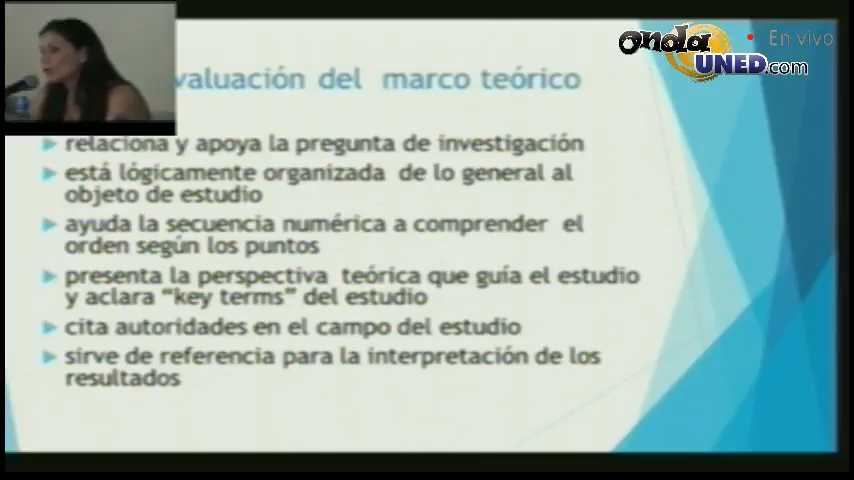 onda
UNED.com
En vivo
valuación del marco teórico
relaciona y apoya la pregunta de investigación
está lógicamente organizada de lo general al
objeto de estudio
ayuda la secuencia numérica a comprender el
orden según los puntos
presenta la perspectiva teórica que guía el estudio
y aclara “key terms” del estudio
cita autoridades en el campo del estudio
sirve de referencia para la interpretación de los
resultados